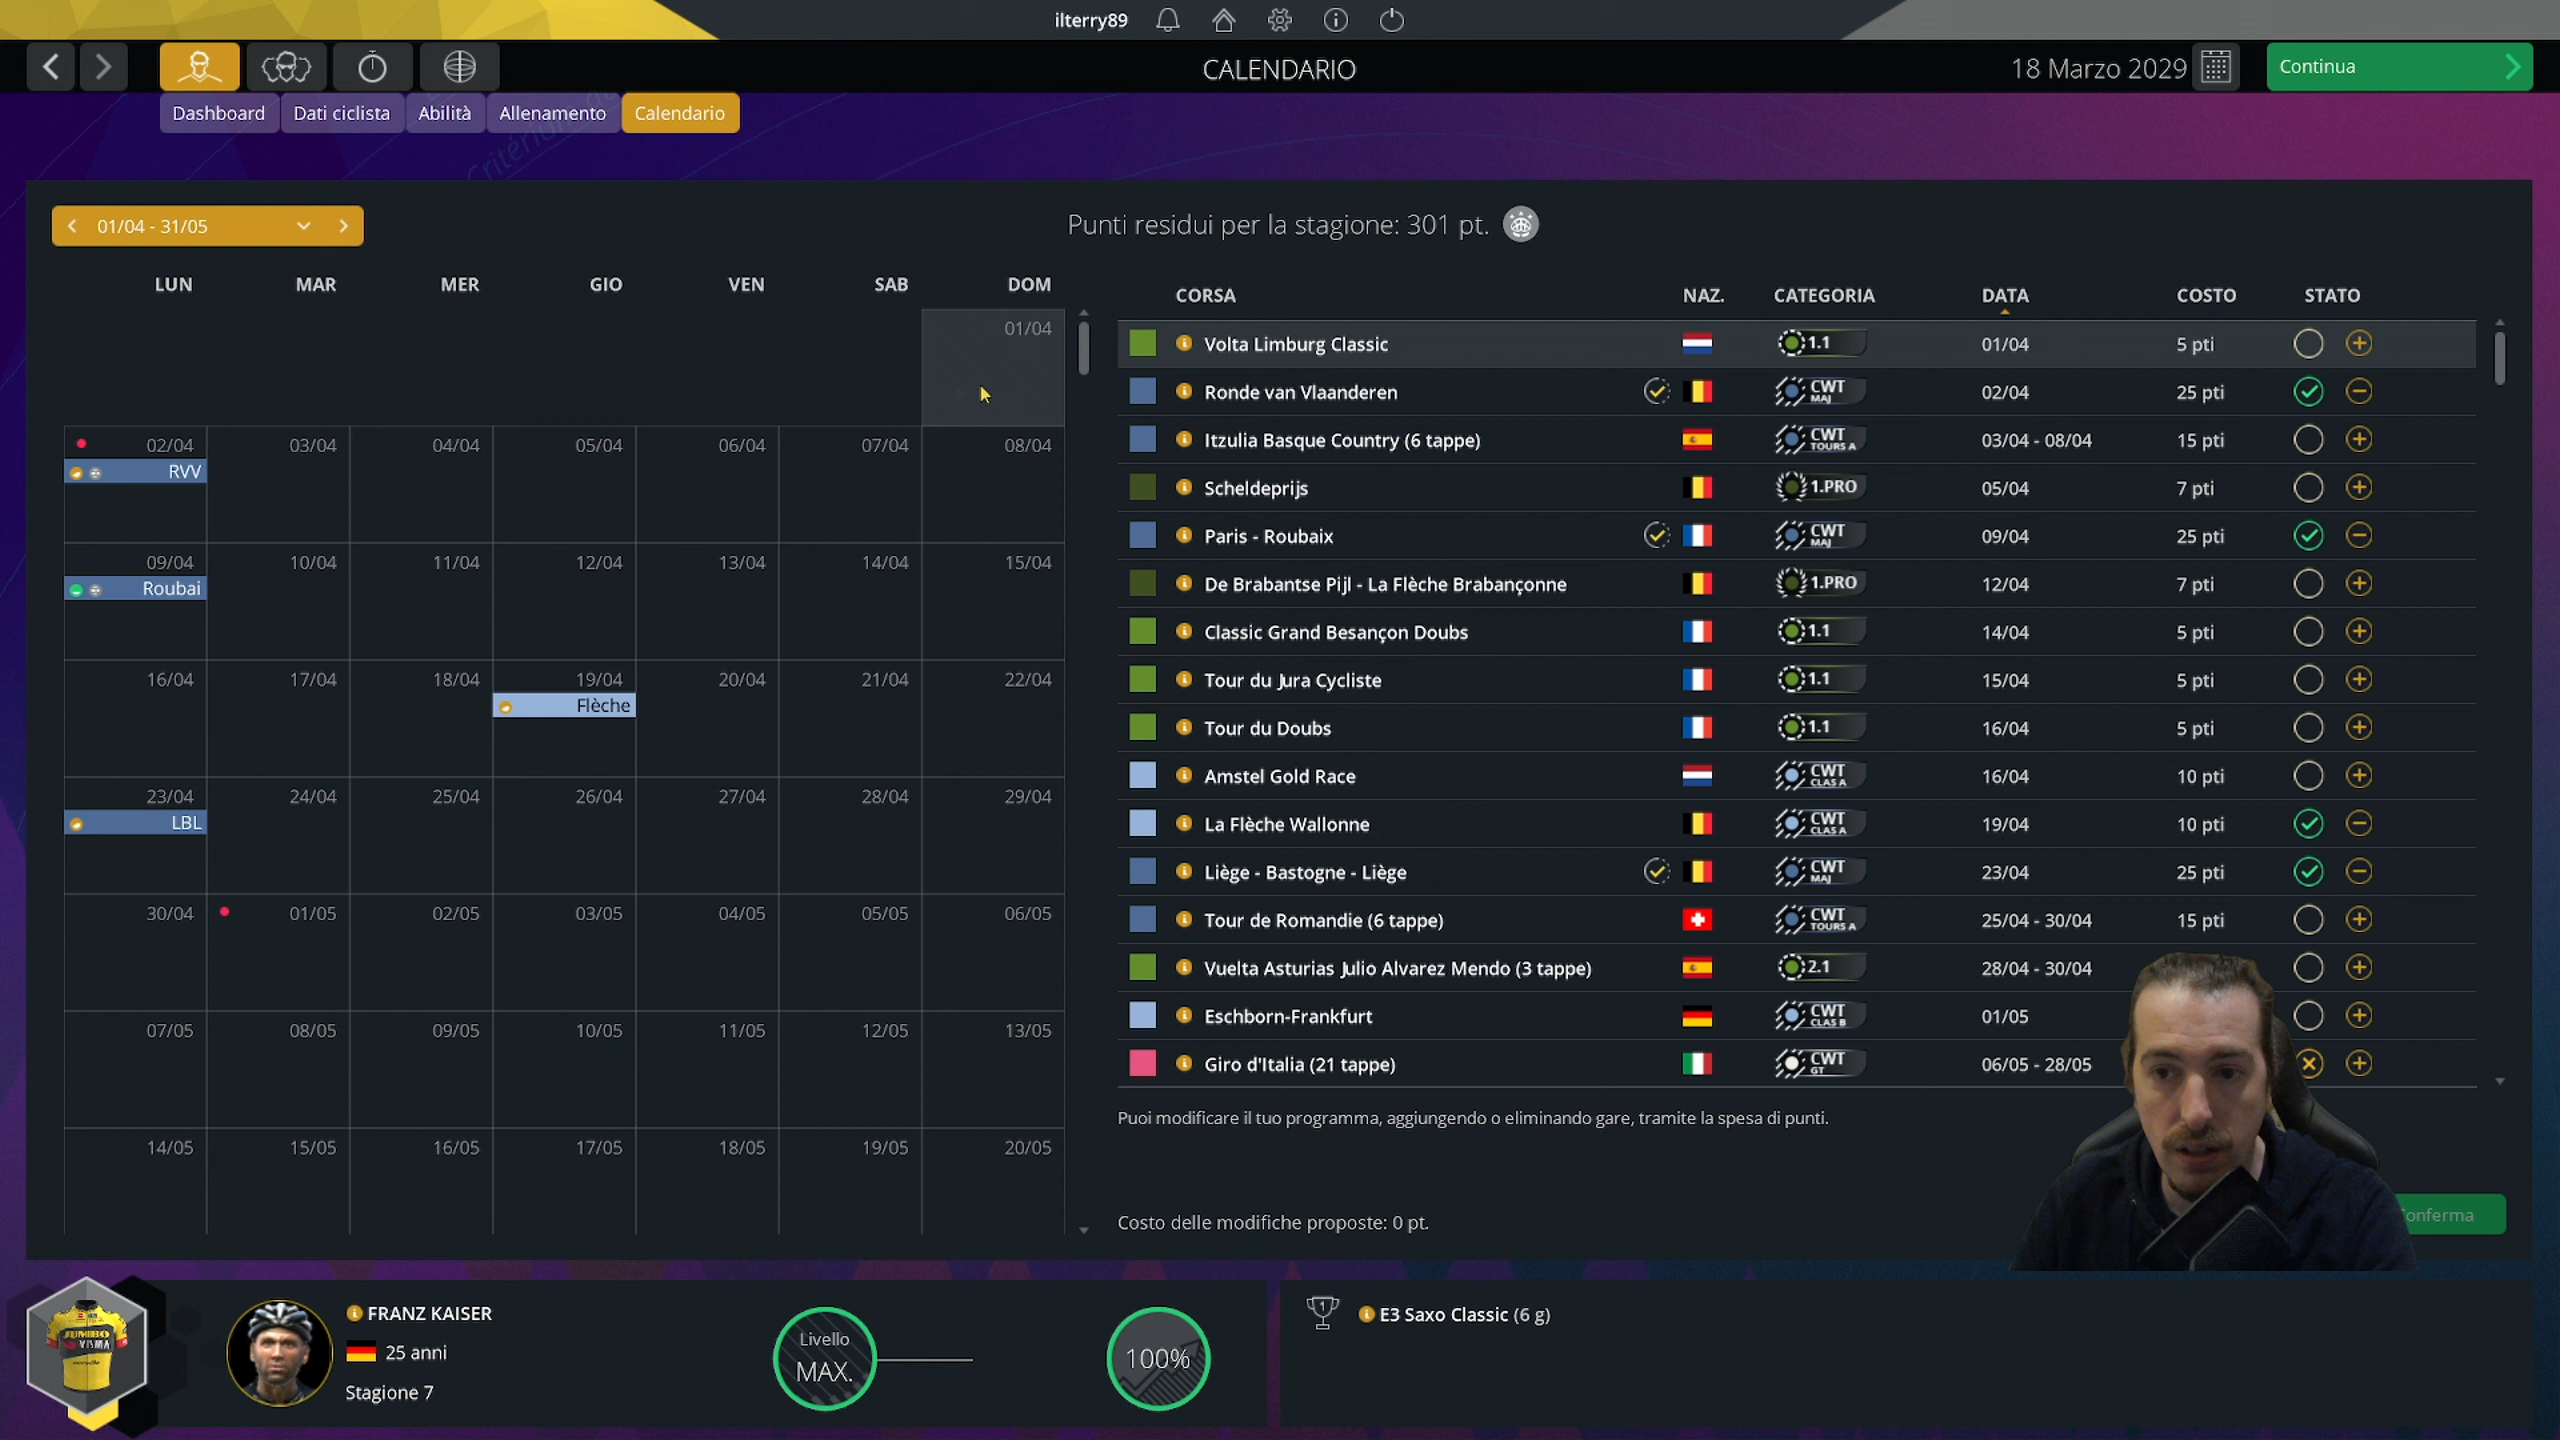 ilterry89
CALENDARIO
18 Marzo 2029
Continua
Dashboard
Dati ciclista
Abilità
Allenamento
Calendario
01/04 - 31/05
Punti residui per la stagione: 301 pt.
LUN MAR MER GIO VEN SAB DOM
01/04
02/04 03/04 04/04 05/04 06/04 07/04 08/04
RVV
09/04 10/04 11/04 12/04 13/04 14/04 15/04
Roubai
16/04 17/04 18/04 19/04 20/04 21/04 22/04
Flèche
23/04 24/04 25/04 26/04 27/04 28/04 29/04
LBL
30/04 01/05 02/05 03/05 04/05 05/05 06/05
07/05 08/05 09/05 10/05 11/05 12/05 13/05
14/05 15/05 16/05 17/05 18/05 19/05 20/05
CORSA NAZ. CATEGORIA DATA COSTO STATO
Volta Limburg Classic 1.1 01/04 5 pti
Ronde van Vlaanderen CWT MAJ 02/04 25 pti
Itzulia Basque Country (6 tappe) CWT TOURS A 03/04 - 08/04 15 pti
Scheldeprijs 1.PRO 05/04 7 pti
Paris - Roubaix CWT MAJ 09/04 25 pti
De Brabantse Pijl - La Flèche Brabançonne 1.PRO 12/04 7 pti
Classic Grand Besançon Doubs 1.1 14/04 5 pti
Tour du Jura Cycliste 1.1 15/04 5 pti
Tour du Doubs 1.1 16/04 5 pti
Amstel Gold Race CWT CLAS A 16/04 10 pti
La Flèche Wallonne CWT CLAS A 19/04 10 pti
Liège - Bastogne - Liège CWT MAJ 23/04 25 pti
Tour de Romandie (6 tappe) CWT TOURS A 25/04 - 30/04 15 pti
Vuelta Asturias Julio Alvarez Mendo (3 tappe) 2.1 28/04 - 30/04
Eschborn-Frankfurt CWT CLAS B 01/05
Giro d'Italia (21 tappe) CWT GT 06/05 - 28/05
Puoi modificare il tuo programma, aggiungendo o eliminando gare, tramite la spesa di punti.
Costo delle modifiche proposte: 0 pt.
onferma
FRANZ KAISER
25 anni
Stagione 7
Livello
MAX.
100%
1
E3 Saxo Classic (6 g)
JUMBO
VISMA